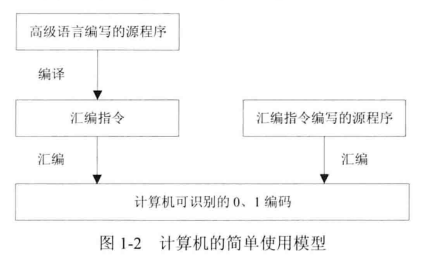 高级语言编写的源程序
编译
汇编指令
汇编指令编写的源程序
汇编
汇编
计算机可识别的 0、1 编码
图 1-2 计算机的简单使用模型